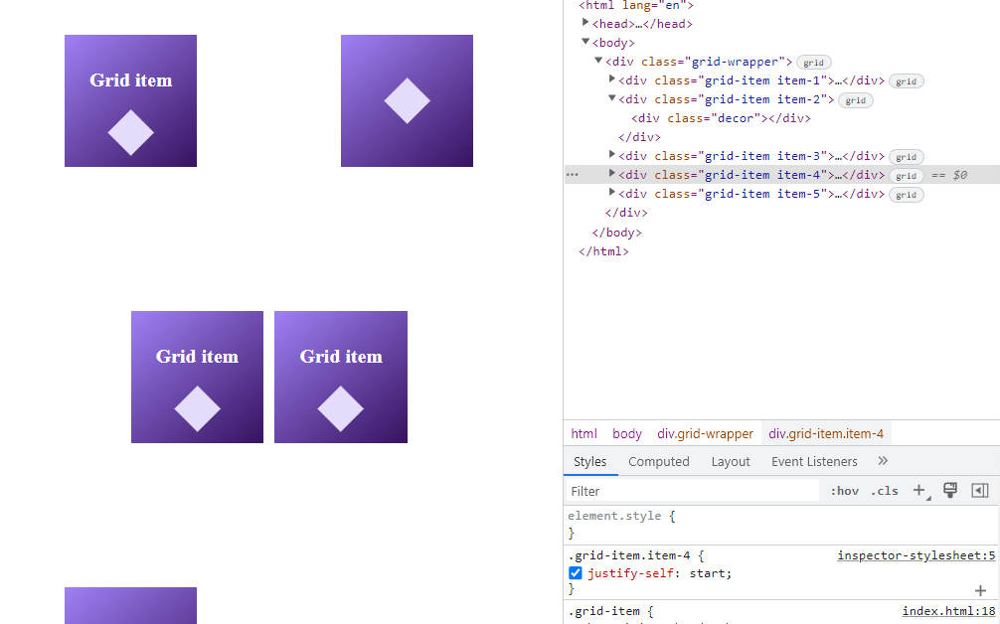 Grid item
Grid item
Grid item
<html lang="en">
<head>…</head>
<body>
<div class="grid-wrapper"> grid
<div class="grid-item item-1">…</div> grid
<div class="grid-item item-2"> grid
<div class="decor"></div>
</div>
<div class="grid-item item-3">…</div> grid
... <div class="grid-item item-4">…</div> grid == $0
<div class="grid-item item-5">…</div> grid
</div>
</body>
</html>
html body div.grid-wrapper div.grid-item.item-4
Styles Computed Layout Event Listeners »
Filter :hov .cls +
element.style {
}
.grid-item.item-4 { inspector-stylesheet:5
justify-self: start;
} +
.grid-item { index.html:18